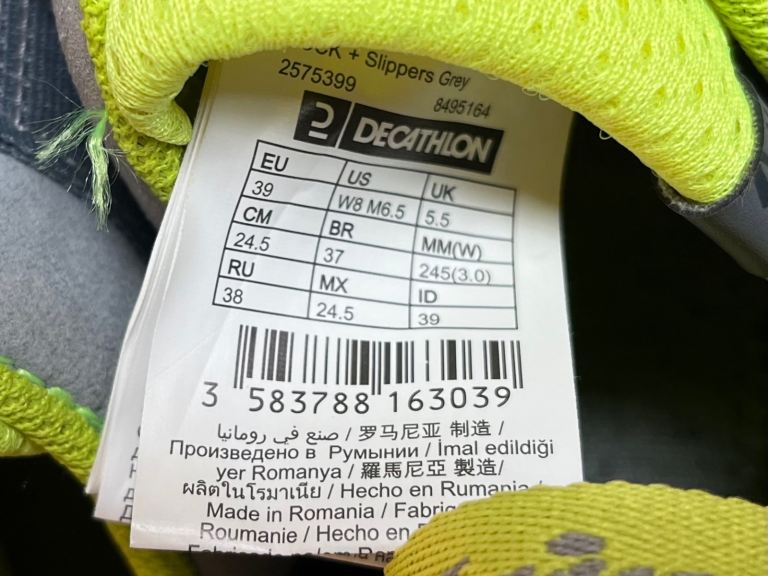 + Slippers Grey
2575399
8495164
DECATHLON
EU US UK
39 W8 M6.5 5.5
CM BR MM(W)
24.5 37 245(3.0)
RU MX ID
38 24.5 39
3 583788 163039
صنع في رومانيا / 罗马尼亚 制造 /
Произведено в Румынии / İmal edildiği
yer Romanya / 羅馬尼亞 製造/
ผลิตในโรมาเนีย / Hecho en Rumania
Made in Romania /
Roumanie / Hecho en